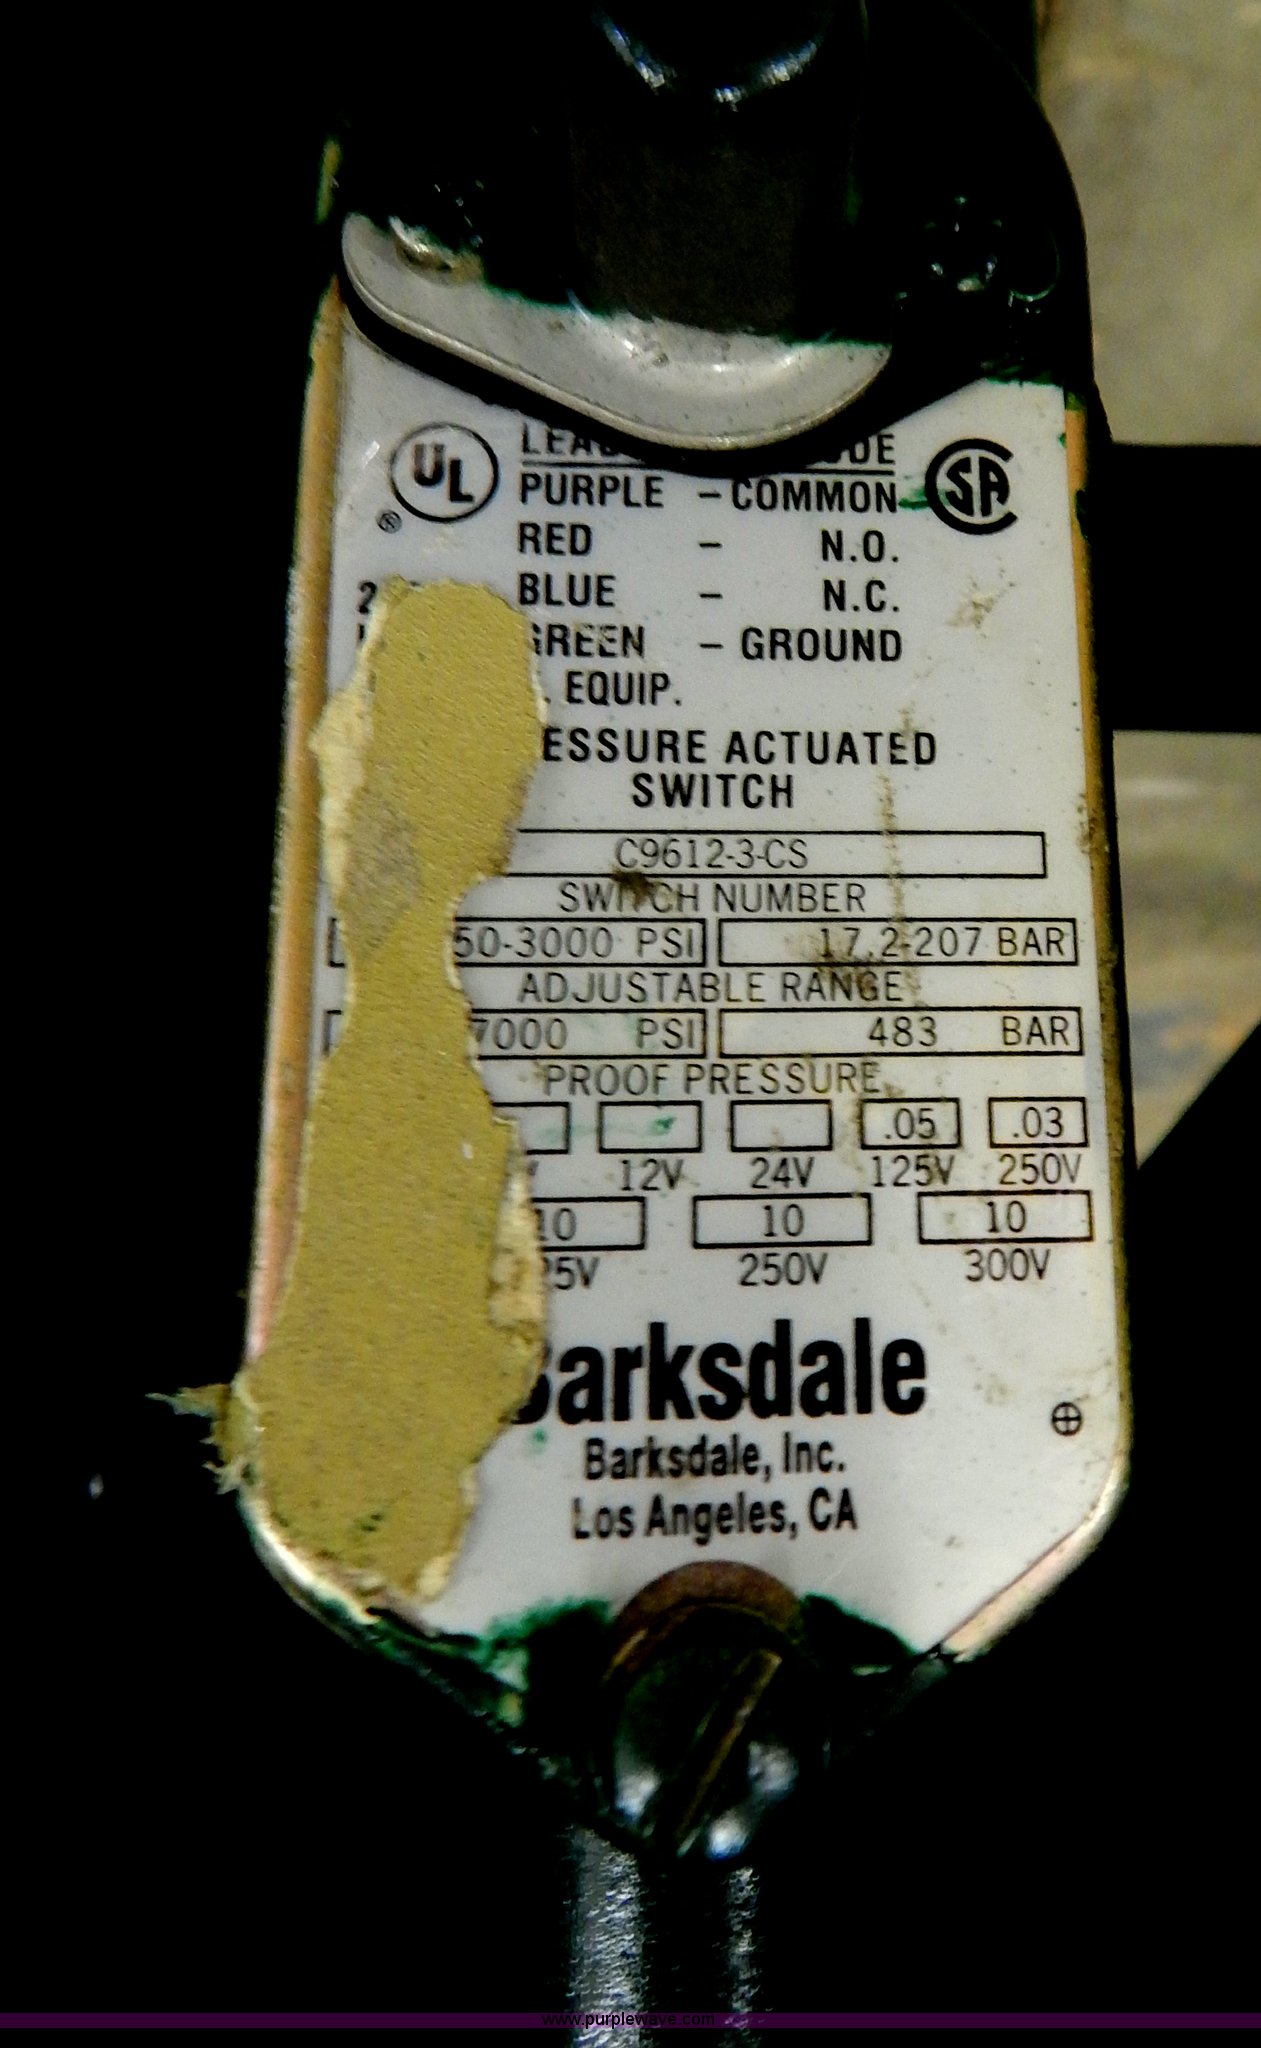 UL
®
PURPLE – COMMON
SA
RED – N.O.
BLUE – N.C.
GREEN – GROUND
EQUIP.
ESSURE ACTUATED
SWITCH
C9612-3-CS
SWITCH NUMBER
50-3000 PSI 17.2-207 BAR
ADJUSTABLE RANGE
7000 PSI 483 BAR
PROOF PRESSURE
.05 .03
12V 24V 125V 250V
10 10 10
25V 250V 300V
Barksdale
Barksdale, Inc.
Los Angeles, CA
www.purplewave.com